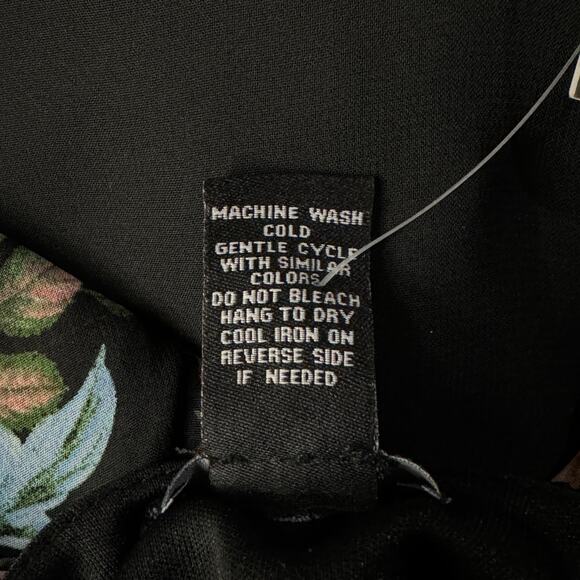 MACHINE WASH
COLD
GENTLE CYCLE
WITH SIMILAR
COLORS
DO NOT BLEACH
HANG TO DRY
COOL IRON ON
REVERSE SIDE
IF NEEDED